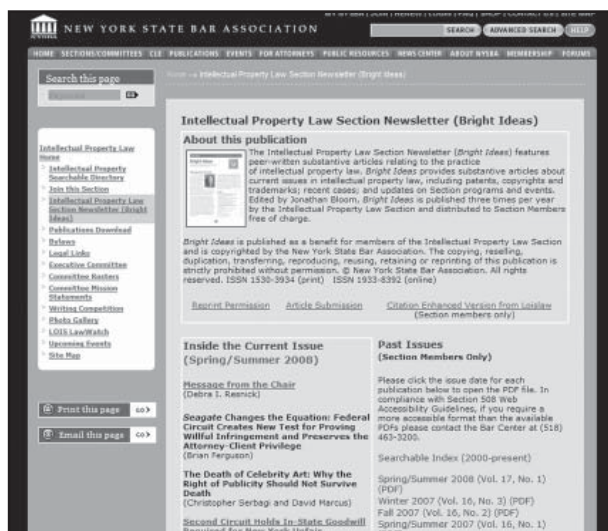 NEW YORK STATE BAR ASSOCIATION
SEARCH ADVANCED SEARCH HELP
HOME SECTIONS/COMMITTEES CLE PUBLICATIONS EVENTS FOR ATTORNEYS PUBLIC RESOURCES NEWS CENTER ABOUT NYSBA MEMBERSHIP FORUMS
Search this page
Home → Intellectual Property Law Section Newsletter (Bright Ideas)
Intellectual Property Law
Home
Intellectual Property
Searchable Directory
Join this Section
Intellectual Property Law
Section Newsletter (Bright
Ideas)
Publications Download
Bylaws
Legal Links
Executive Committee
Committee Rosters
Committee Mission
Statements
Writing Competition
Photo Gallery
LOIS LawWatch
Upcoming Events
Site Map
Print this page GO>
Email this page GO>
Intellectual Property Law Section Newsletter (Bright Ideas)
About this publication
The Intellectual Property Law Section Newsletter (Bright Ideas) features
peer-written substantive articles relating to the practice
of intellectual property law. Bright Ideas provides substantive articles about
current issues in intellectual property law, including patents, copyrights and
trademarks; recent cases; and updates on Section programs and events.
Edited by Jonathan Bloom, Bright Ideas is published three times per year
by the Intellectual Property Law Section and distributed to Section Members
free of charge.
Bright Ideas is published as a benefit for members of the Intellectual Property Section
and is copyrighted by the New York State Bar Association. The copying, reselling,
duplication, transferring, reproducing, reusing, retaining or reprinting of this publication is
strictly prohibited without permission. © New York State Bar Association. All rights
reserved. ISSN 1530-3934 (print) ISSN 1933-8392 (online)
Reprint Permission Article Submission Citation Enhanced Version from Loislaw
(Section members only)
Inside the Current Issue
(Spring/Summer 2008)
Message from the Chair
(Debra I. Resnick)
Seagate Changes the Equation: Federal
Circuit Creates New Test for Proving
Willful Infringement and Preserves the
Attorney-Client Privilege
(Brian Ferguson)
The Death of Celebrity Art: Why the
Right of Publicity Should Not Survive
Death
(Christopher Serbagi and David Marcus)
Second Circuit Holds In-State Goodwill
Required for New York Unfair
Past Issues
(Section Members Only)
Please click the issue date for each
publication below to open the PDF file. In
compliance with Section 508 Web
Accessibility Guidelines, if you require a
more accessible format than the available
PDFs please contact the Bar Center at (518)
463-3200.
Searchable Index (2000-present)
Spring/Summer 2008 (Vol. 17, No. 1)
(PDF)
Winter 2007 (Vol. 16, No. 3) (PDF)
Fall 2007 (Vol. 16, No. 2) (PDF)
Spring/Summer 2007 (Vol. 16, No. 1)